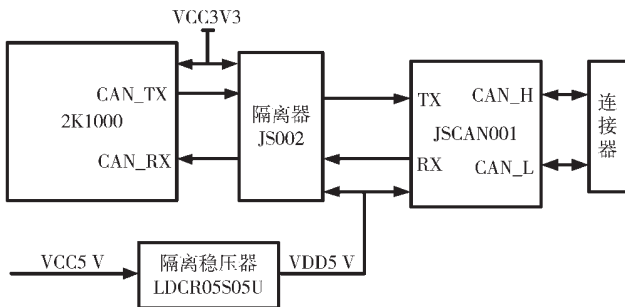 VCC3V3
CAN_TX
2K1000
CAN_RX
隔离器
JS002
TX
JSCAN001
RX
CAN_H
CAN_L
连接器
VCC5 V
隔离稳压器
LDCR05S05U
VDD5 V